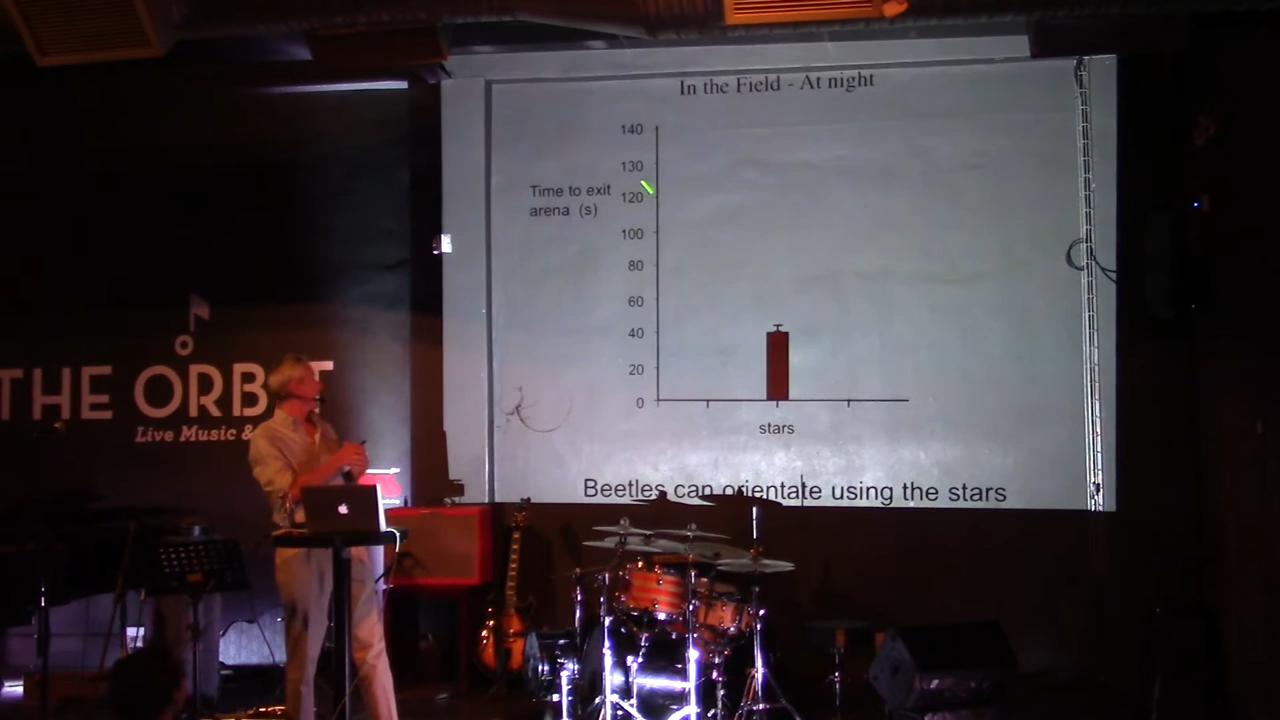 In the Field - At night
140
130
Time to exit
arena (s)
120
100
80
60
40
20
0
stars
Beetles can orientate using the stars
THE ORB T
Live Music &